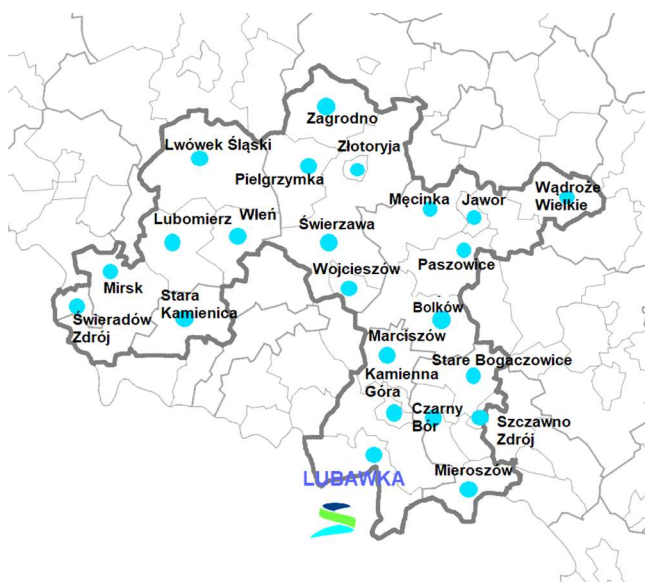 Zagrodno
Lwówek Śląski
Złotoryja
Pielgrzymka
Wądroże
Wielkie
Męcinka
Jawor
Lubomierz
Wleń
Świerzawa
Paszowice
Wojcieszów
Mirsk
Stara
Kamienica
Świeradów
Zdrój
Bolków
Marciszów
Stare Bogaczowice
Kamienna
Góra
Czarny
Bór
Szczawno
Zdrój
Mieroszów
LUBAWKA